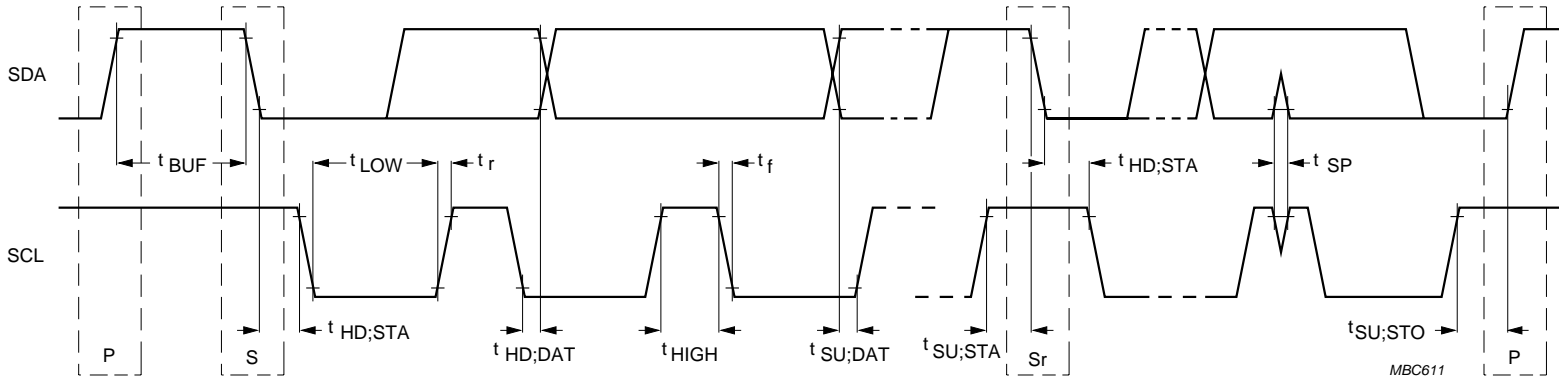 SDA
t BUF
t LOW
t r
t f
t HD;STA
t SP
SCL
t HD;STA
t HD;DAT
t HIGH
t SU;DAT
t SU;STA
t SU;STO
P
S
Sr
P
MBC611